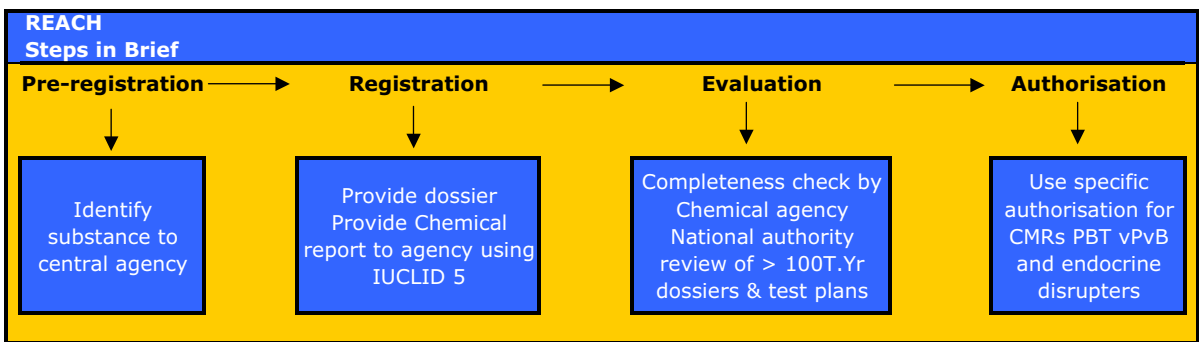 REACH
Steps in Brief
Pre-registration
Registration
Evaluation
Authorisation
Identify
substance to
central agency
Provide dossier
Provide Chemical
report to agency using
IUCLID 5
Completeness check by
Chemical agency
National authority
review of > 100T.Yr
dossiers & test plans
Use specific
authorisation for
CMRs PBT vPvB
and endocrine
disrupters